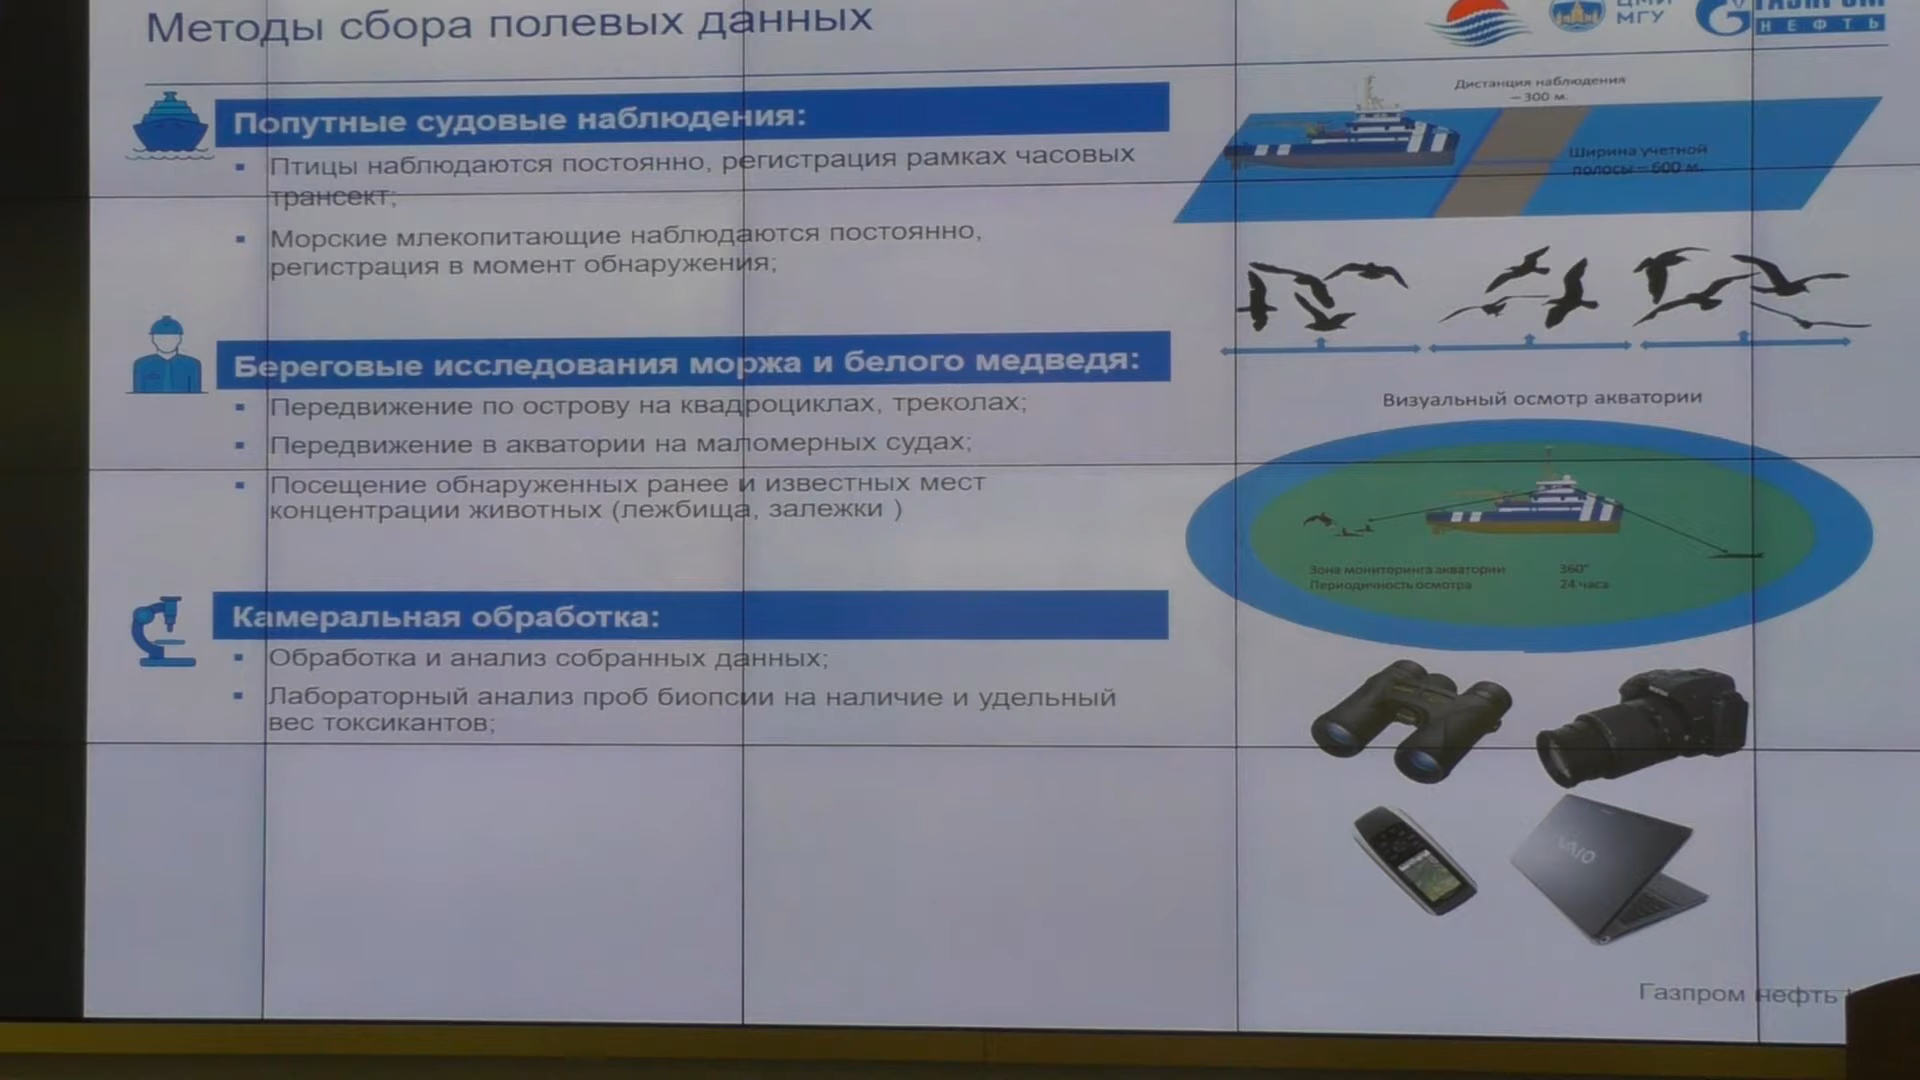 Методы сбора полевых данных
ЦМИ
МГУ
ГАЗПРОМ
НЕФТЬ
Попутные судовые наблюдения:
Птицы наблюдаются постоянно, регистрация рамках часовых
трансект;
Морские млекопитающие наблюдаются постоянно,
регистрация в момент обнаружения;
Береговые исследования моржа и белого медведя:
Передвижение по острову на квадроциклах, треколах;
Передвижение в акватории на маломерных судах;
Посещение обнаруженных ранее и известных мест
концентрации животных (лежбища, залежки )
Камеральная обработка:
Обработка и анализ собранных данных;
Лабораторный анализ проб биопсии на наличие и удельный
вес токсикантов;
Дистанция наблюдения
– 300 м.
Ширина учетной
полосы – 600 м.
Визуальный осмотр акватории
Зона мониторинга акватории 360°
Периодичность осмотра 24 часа
VAIO
Газпром нефть